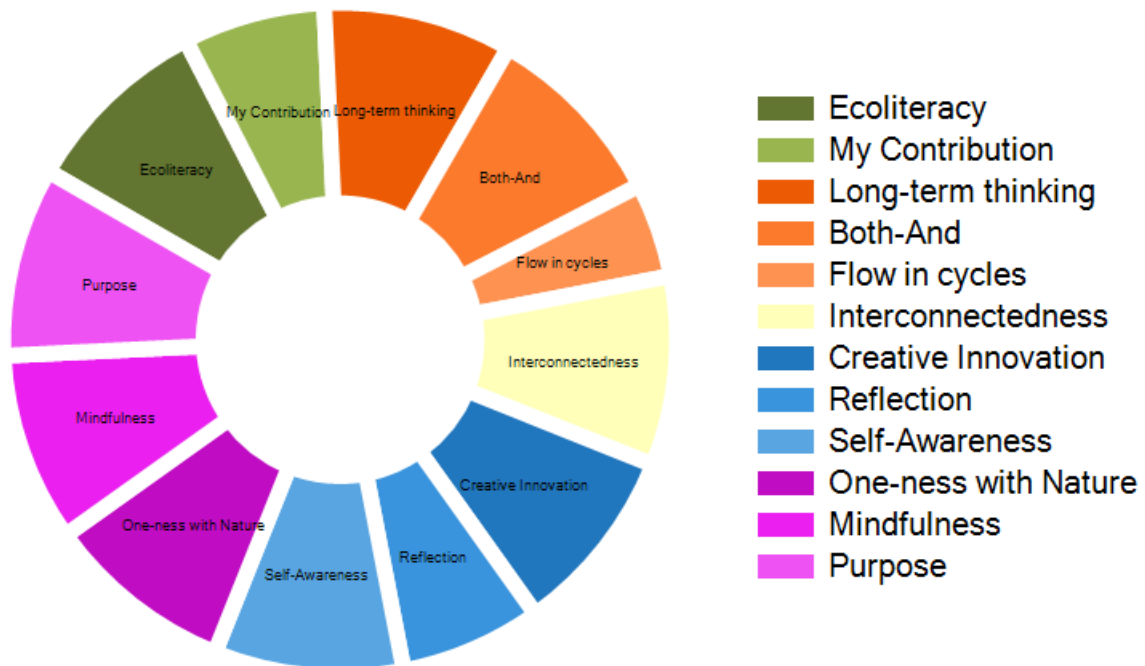 My Contribution
Long-term thinking
Ecoliteracy
Both-And
Flow in cycles
Purpose
Interconnectedness
Mindfulness
Creative Innovation
One-ness with Nature
Reflection
Self-Awareness
Ecoliteracy
My Contribution
Long-term thinking
Both-And
Flow in cycles
Interconnectedness
Creative Innovation
Reflection
Self-Awareness
One-ness with Nature
Mindfulness
Purpose